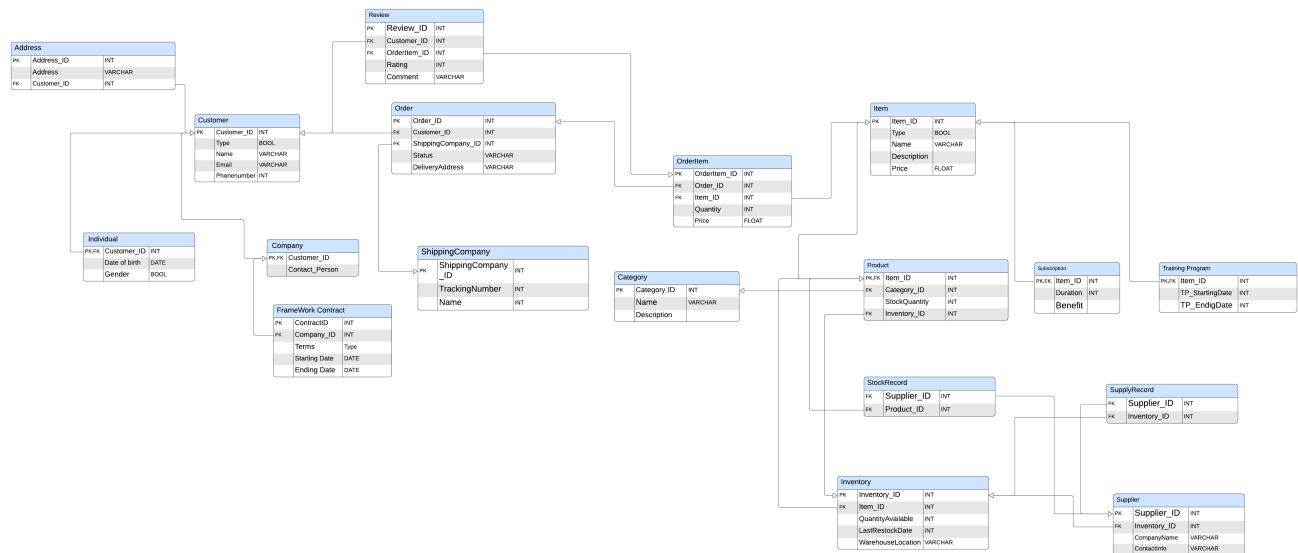 Review
PK Review_ID INT
FK Customer_ID INT
FK OrderItem_ID INT
Rating INT
Comment VARCHAR
Address
PK Address_ID INT
Address VARCHAR
FK Customer_ID INT
Customer
PK Customer_ID INT
Type BOOL
Name VARCHAR
Email VARCHAR
Phonenumber INT
Order
PK Order_ID INT
FK Customer_ID INT
FK ShippingCompany_ID INT
Status VARCHAR
DeliveryAddress VARCHAR
Item
PK Item_ID INT
Type BOOL
Name VARCHAR
Description
Price FLOAT
OrderItem
PK OrderItem_ID INT
FK Order_ID INT
FK Item_ID INT
Quantity INT
Price FLOAT
Individual
PK,FK Customer_ID INT
Date of birth DATE
Gender BOOL
Company
PK,FK Customer_ID
Contact_Person
ShippingCompany
PK ShippingCompany
_ID INT
TrackingNumber INT
Name INT
FrameWork Contract
PK ContractID INT
FK Company_ID INT
Terms Type
Starting Date DATE
Ending Date DATE
Category
PK Category_ID INT
Name VARCHAR
Description
Product
PK,FK Item_ID INT
FK Category_ID INT
StockQuantity INT
FK Inventory_ID INT
Subscription
PK,FK Item_ID INT
Duration INT
Benefit
Training Program
PK,FK Item_ID INT
TP_StartingDate INT
TP_EndigDate INT
StockRecord
FK Supplier_ID INT
FK Product_ID INT
SupplyRecord
FK Supplier_ID INT
FK Inventory_ID INT
Inventory
PK Inventory_ID INT
FK Item_ID INT
QuantityAvailable INT
LastRestockDate INT
WarehouseLocation VARCHAR
Supplier
PK Supplier_ID INT
FK Inventory_ID INT
CompanyName VARCHAR
ContactInfo VARCHAR